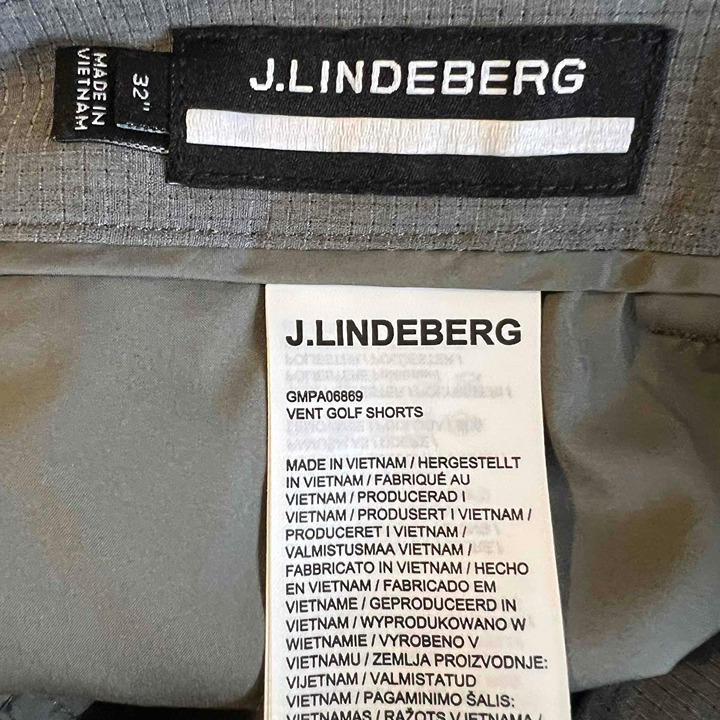 J.LINDEBERG
32"
MADE IN
VIETNAM
J.LINDEBERG
GMPA06869
VENT GOLF SHORTS
MADE IN VIETNAM / HERGESTELLT
IN VIETNAM / FABRIQUÉ AU
VIETNAM / PRODUCERAD I
VIETNAM / PRODUSERT I VIETNAM /
PRODUCERET I VIETNAM /
VALMISTUSMAA VIETNAM /
FABBRICATO IN VIETNAM / HECHO
EN VIETNAM / FABRICADO EM
VIETNAME / GEPRODUCEERD IN
VIETNAM / WYPRODUKOWANO W
WIETNAMIE / VYROBENO V
VIETNAMU / ZEMLJA PROIZVODNJE:
VIJETNAM / VALMISTATUD
VIETNAM / PAGAMINIMO ŠALIS:
VIETNAMAS / RAŽOTS VJETNAMA /